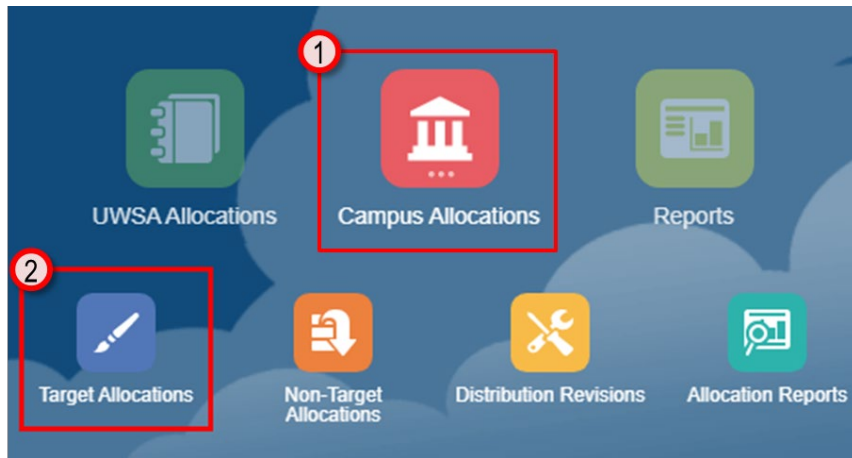 1
UWSA Allocations
Campus Allocations
Reports
2
Target Allocations
Non-Target
Allocations
Distribution Revisions
Allocation Reports